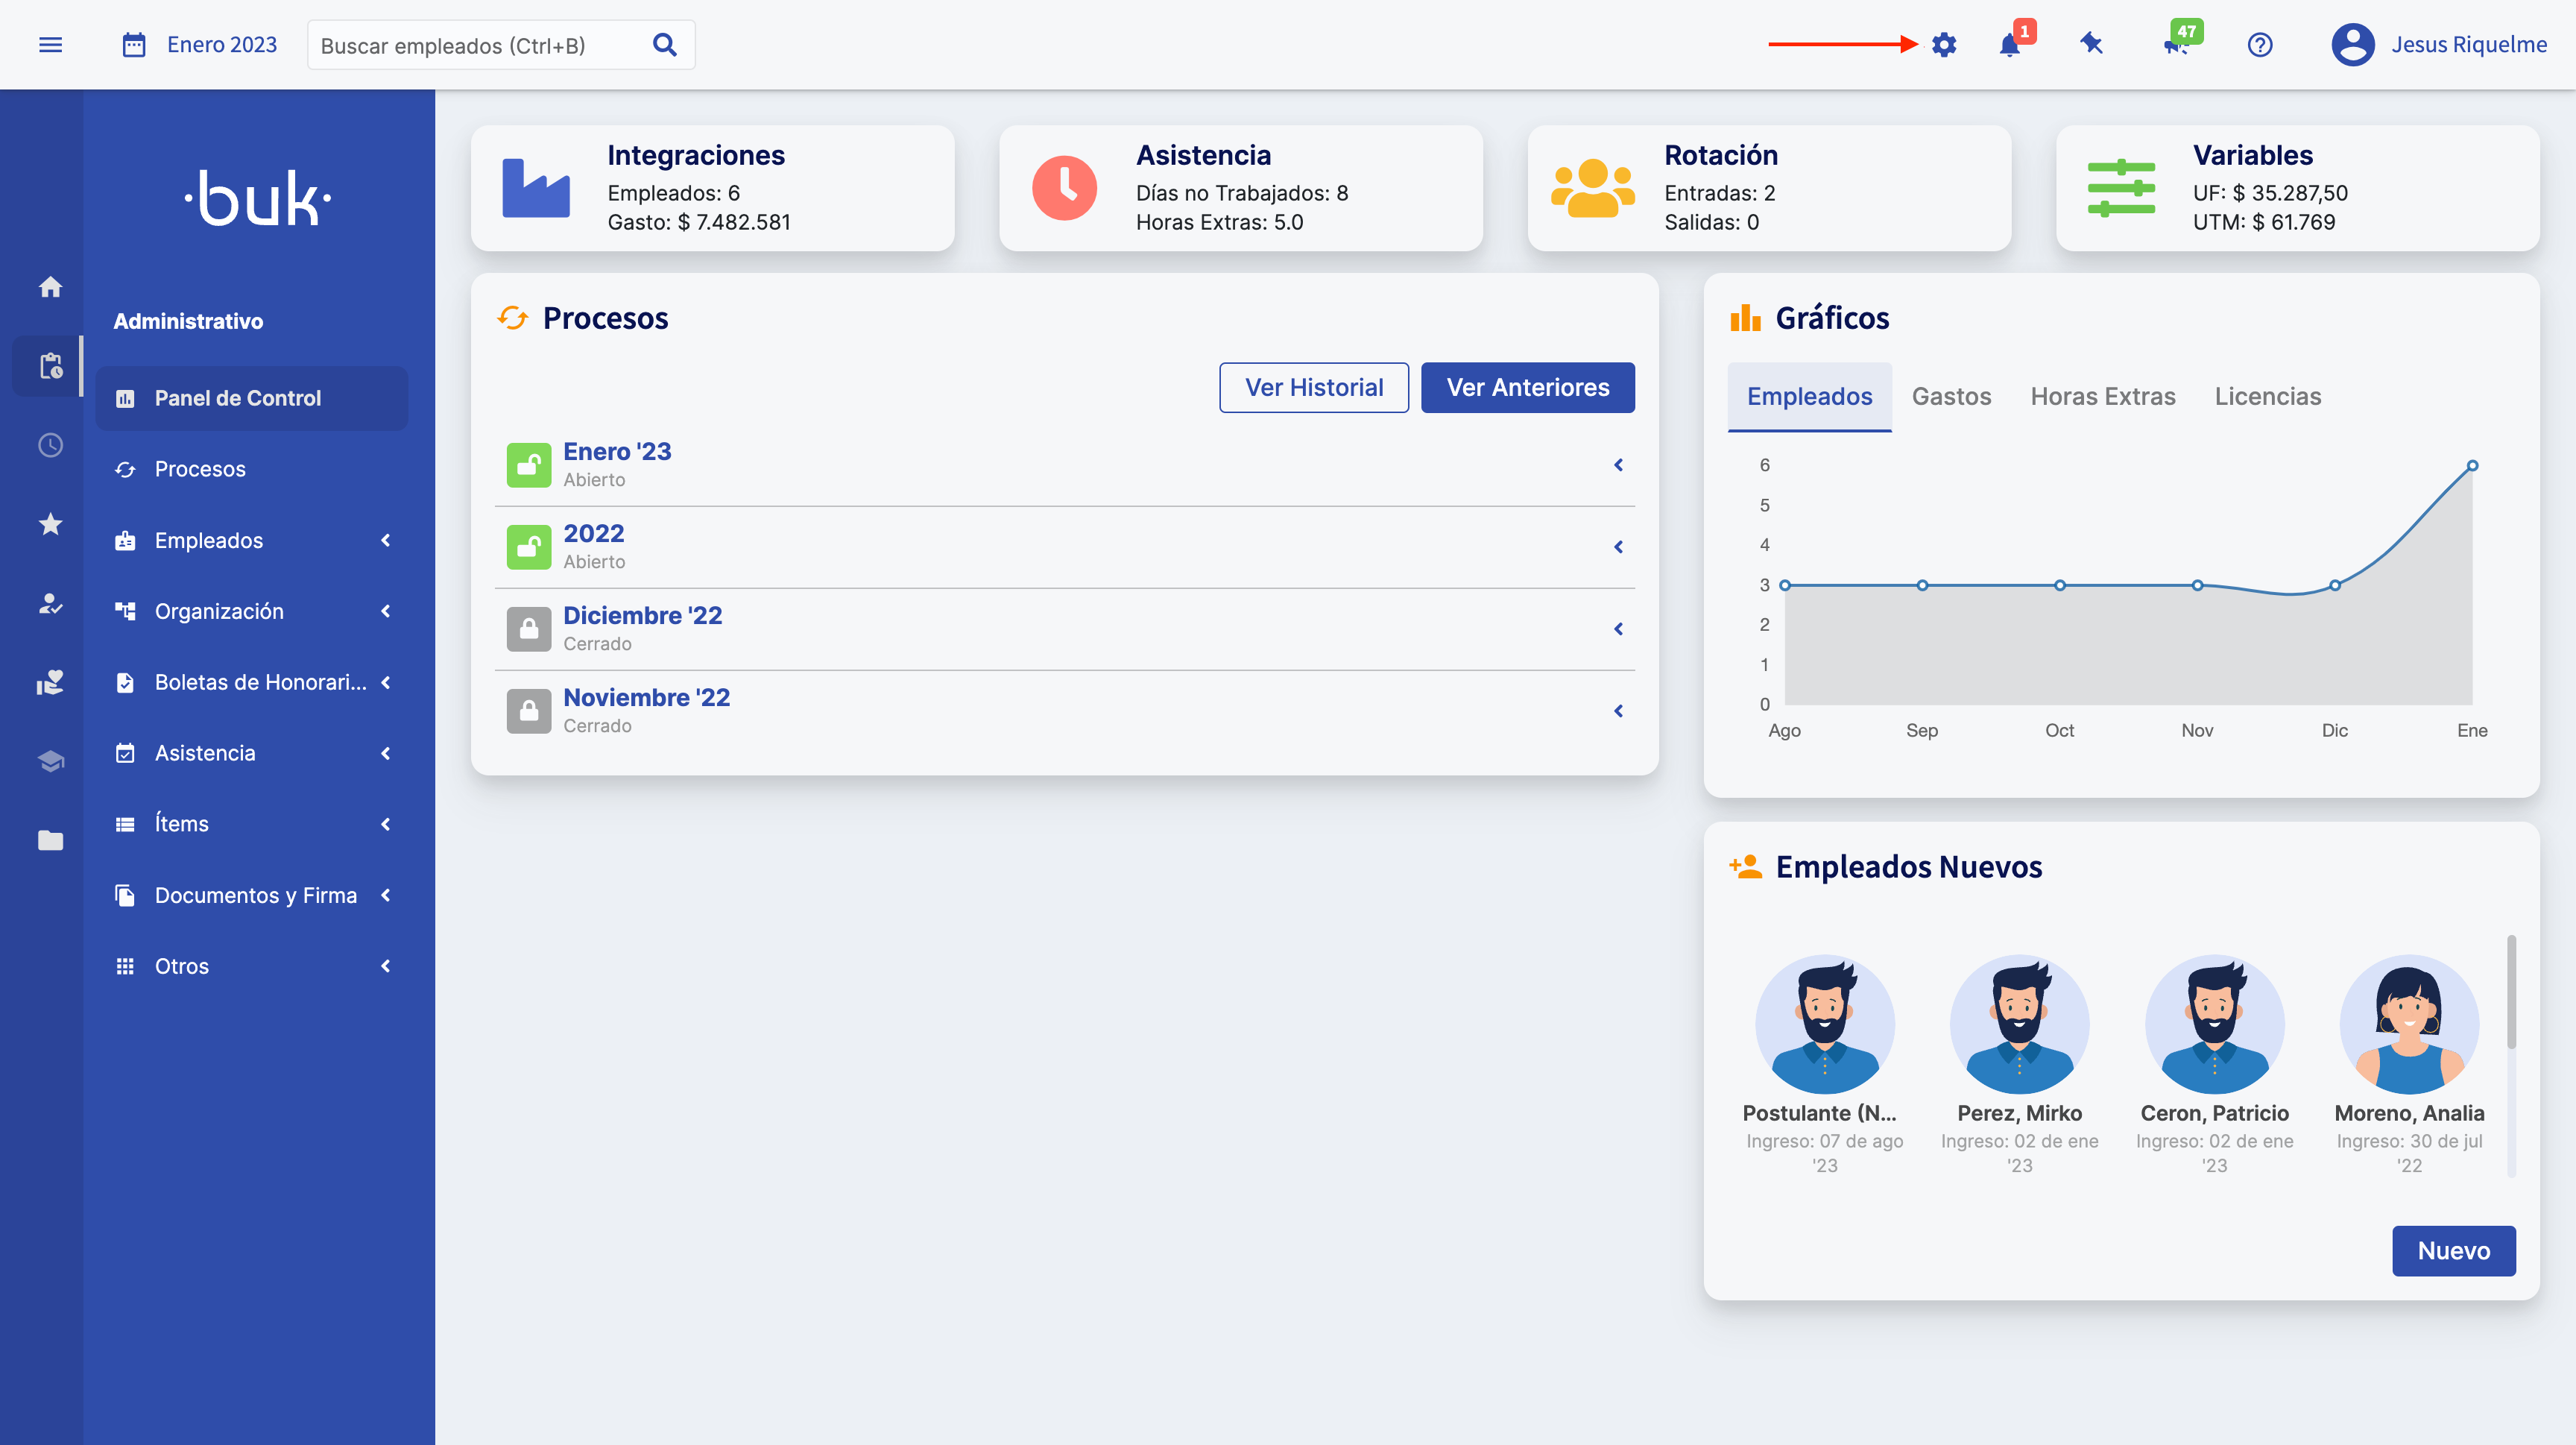 Enero 2023
Buscar empleados (Ctrl+B)
1
47
Jesus Riquelme
·buk·
Administrativo
Panel de Control
Procesos
Empleados
Organización
Boletas de Honorari...
Asistencia
Ítems
Documentos y Firma
Otros
Integraciones
Empleados: 6
Gasto: $ 7.482.581
Asistencia
Días no Trabajados: 8
Horas Extras: 5.0
Rotación
Entradas: 2
Salidas: 0
Variables
UF: $ 35.287,50
UTM: $ 61.769
Procesos
Ver Historial
Ver Anteriores
Enero '23
Abierto
2022
Abierto
Diciembre '22
Cerrado
Noviembre '22
Cerrado
Gráficos
Empleados
Gastos
Horas Extras
Licencias
6
5
4
3
2
1
0
Ago
Sep
Oct
Nov
Dic
Ene
Empleados Nuevos
Postulante (N...
Ingreso: 07 de ago
'23
Perez, Mirko
Ingreso: 02 de ene
'23
Ceron, Patricio
Ingreso: 02 de ene
'23
Moreno, Analia
Ingreso: 30 de jul
'22
Nuevo